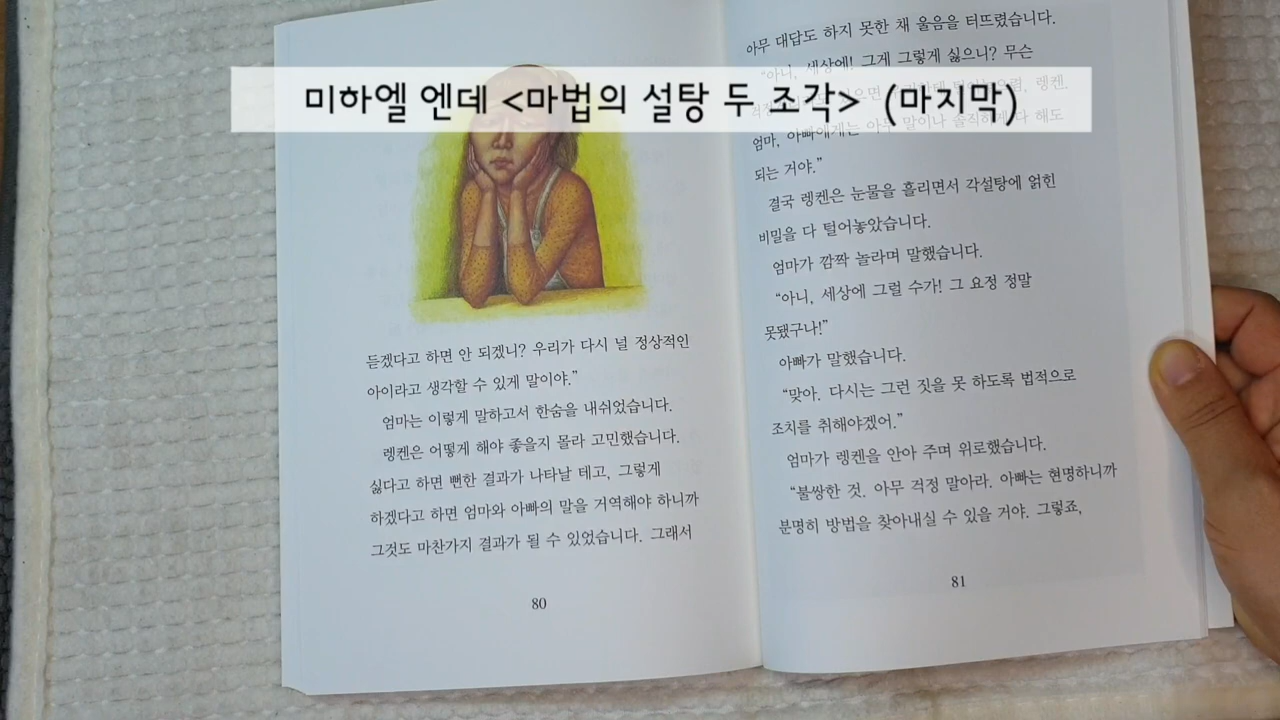 미하엘 엔데 <마법의 설탕 두 조각> (마지막)
듣겠다고 하면 안 되겠니? 우리가 다시 널 정상적인
아이라고 생각할 수 있게 말이야.”
엄마는 이렇게 말하고서 한숨을 내쉬었습니다.
렝켄은 어떻게 해야 좋을지 몰라 고민했습니다.
싫다고 하면 뻔한 결과가 나타날 테고, 그렇게
하겠다고 하면 엄마와 아빠의 말을 거역해야 하니까
그것도 마찬가지 결과가 될 수 있었습니다. 그래서
80
아무 대답도 하지 못한 채 울음을 터뜨렸습니다.
“아니, 세상에! 그게 그렇게 싫으니? 무슨
있으면 렝켄.
엄마, 아빠에게는 아무 말이나 솔직하게 다 해도
되는 거야.”
결국 렝켄은 눈물을 흘리면서 각설탕에 얽힌
비밀을 다 털어놓았습니다.
엄마가 깜짝 놀라며 말했습니다.
“아니, 세상에 그럴 수가! 그 요정 정말
못됐구나!”
아빠가 말했습니다.
“맞아. 다시는 그런 짓을 못 하도록 법적으로
조치를 취해야겠어.”
엄마가 렝켄을 안아 주며 위로했습니다.
“불쌍한 것. 아무 걱정 말아라. 아빠는 현명하니까
분명히 방법을 찾아내실 수 있을 거야. 그렇죠,
81